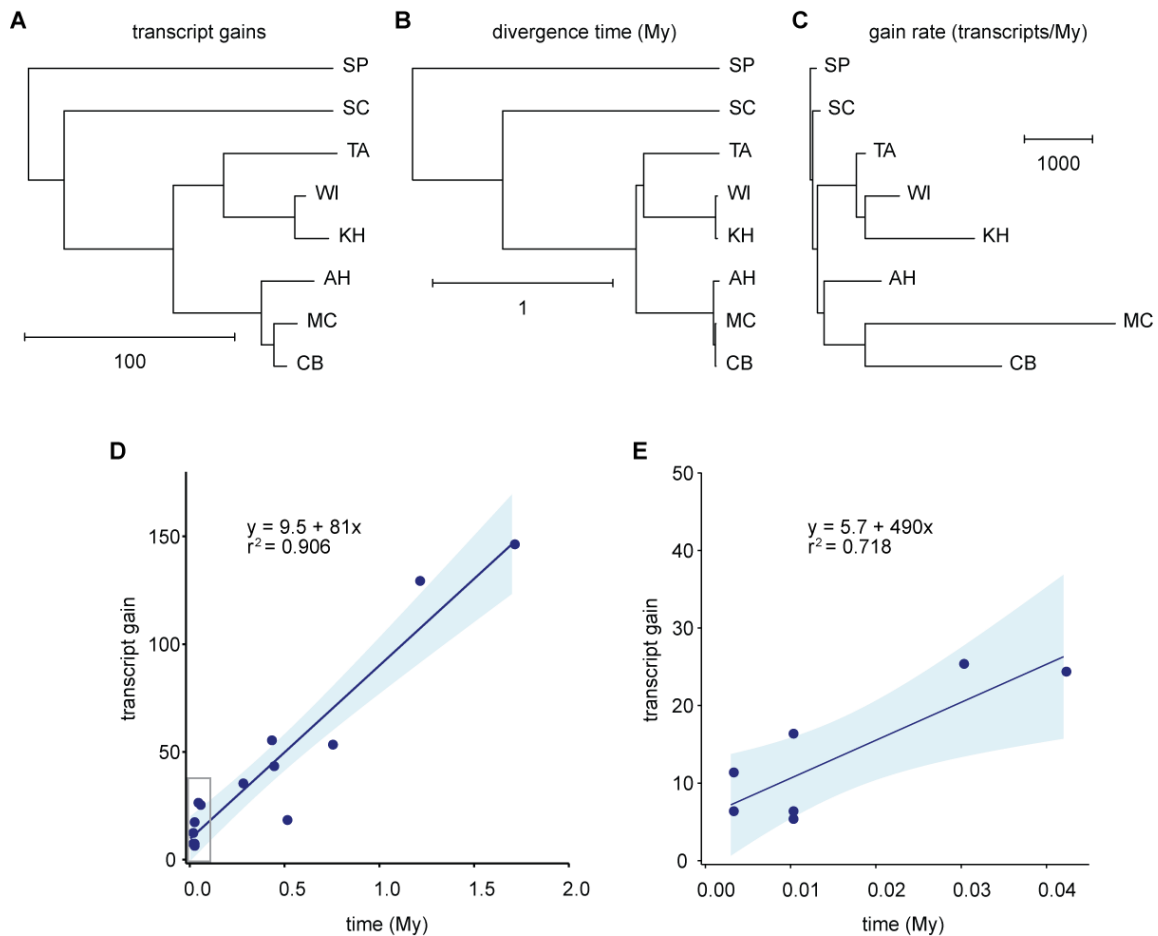 A
transcript gains
SP
SC
TA
WI
KH
AH
MC
CB
100
B
divergence time (My)
SP
SC
TA
WI
KH
AH
MC
CB
1
C
gain rate (transcripts/My)
SP
SC
TA
WI
KH
AH
MC
CB
1000
D
y = 9.5 + 81x
r² = 0.906
transcript gain
150
100
50
0
0.0 0.5 1.0 1.5 2.0
time (My)
E
y = 5.7 + 490x
r² = 0.718
transcript gain
50
40
30
20
10
0
0.00 0.01 0.02 0.03 0.04
time (My)